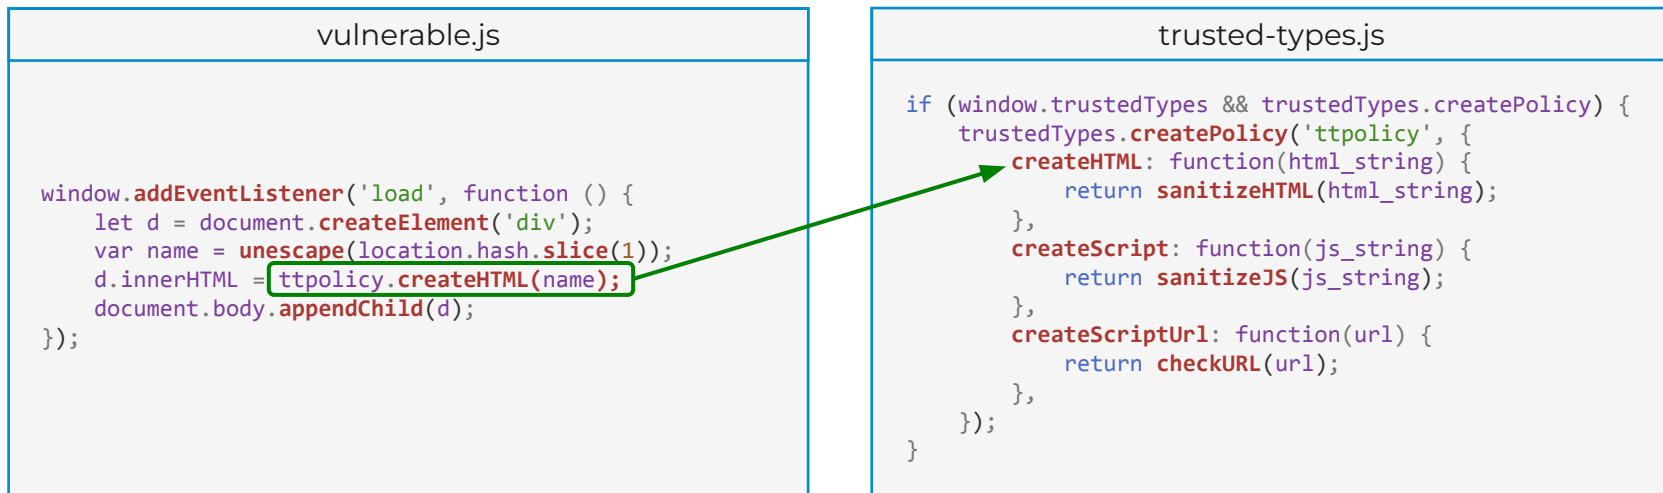 vulnerable.js
window.addEventListener('load', function () {
    let d = document.createElement('div');
    var name = unescape(location.hash.slice(1));
    d.innerHTML = ttpolicy.createHTML(name);
    document.body.appendChild(d);
});
trusted-types.js
if (window.trustedTypes && trustedTypes.createPolicy) {
    trustedTypes.createPolicy('ttpolicy', {
        createHTML: function(html_string) {
            return sanitizeHTML(html_string);
        },
        createScript: function(js_string) {
            return sanitizeJS(js_string);
        },
        createScriptUrl: function(url) {
            return checkURL(url);
        },
    });
}